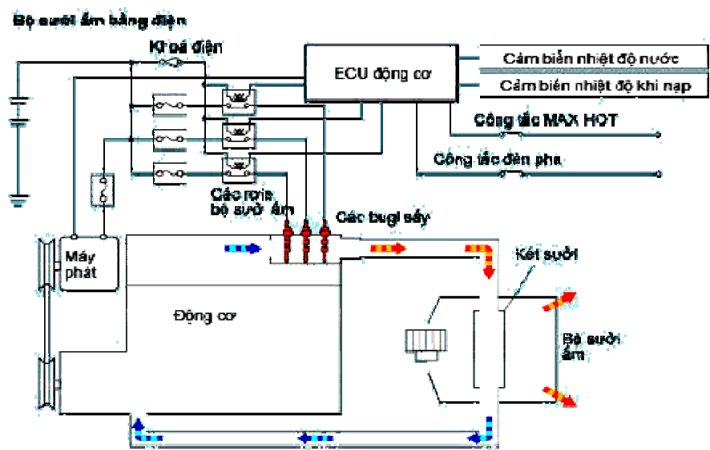 Bộ sưởi ấm bằng điện
Khoá điện
ECU động cơ
Cảm biến nhiệt độ nước
Cảm biến nhiệt độ khí nạp
Công tắc MAX HOT
Công tắc đèn pha
Các rơle
bộ sưởi ấm
Các bugi sấy
Máy
phát
Két sưởi
Động cơ
Bộ sưởi
ấm